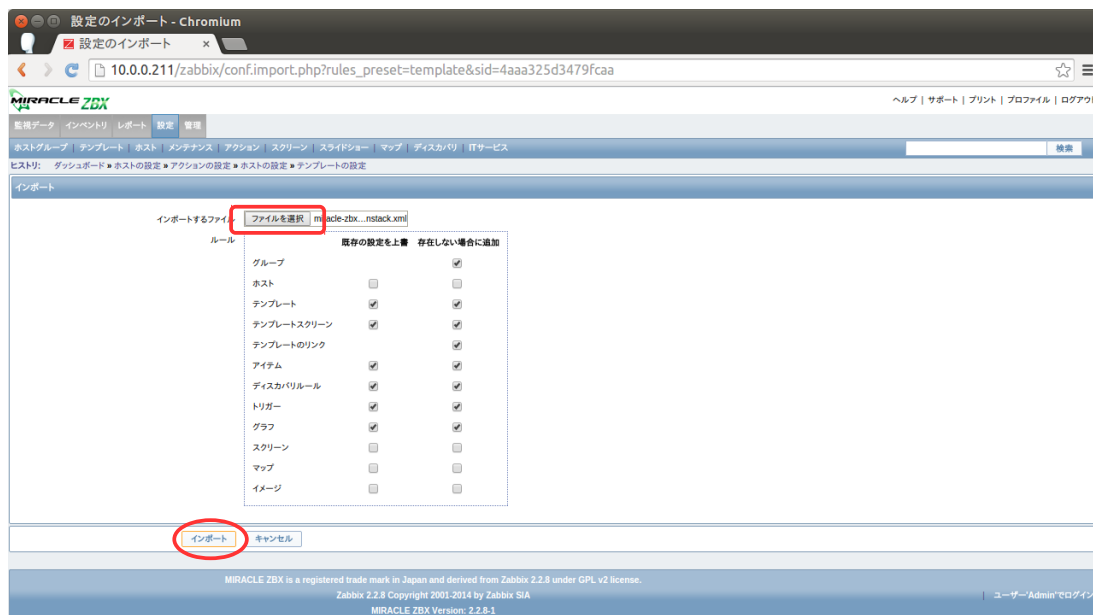 設定のインポート - Chromium
設定のインポート ×
10.0.0.211/zabbix/conf.import.php?rules_preset=template&sid=4aaa325d3479fcaa
MIRACLE ZBX
ヘルプ | サポート | プリント | プロファイル | ログアウ
監視データ インベントリ レポート 設定 管理
ホストグループ | テンプレート | ホスト | メンテナンス | アクション | スクリーン | スライドショー | マップ | ディスカバリ | ITサービス
検索
ヒストリ: ダッシュボード » ホストの設定 » アクションの設定 » ホストの設定 » テンプレートの設定
インポート
インポートするファイル ファイルを選択 miracle-zbx…nstack.xml
ルール
既存の設定を上書 存在しない場合に追加
グループ
ホスト
テンプレート
テンプレートスクリーン
テンプレートのリンク
アイテム
ディスカバリルール
トリガー
グラフ
スクリーン
マップ
イメージ
インポート キャンセル
MIRACLE ZBX is a registered trade mark in Japan and derived from Zabbix 2.2.8 under GPL v2 license.
Zabbix 2.2.8 Copyright 2001-2014 by Zabbix SIA
| ユーザー'Admin'でログイン
MIRACLE ZBX Version: 2.2.8-1